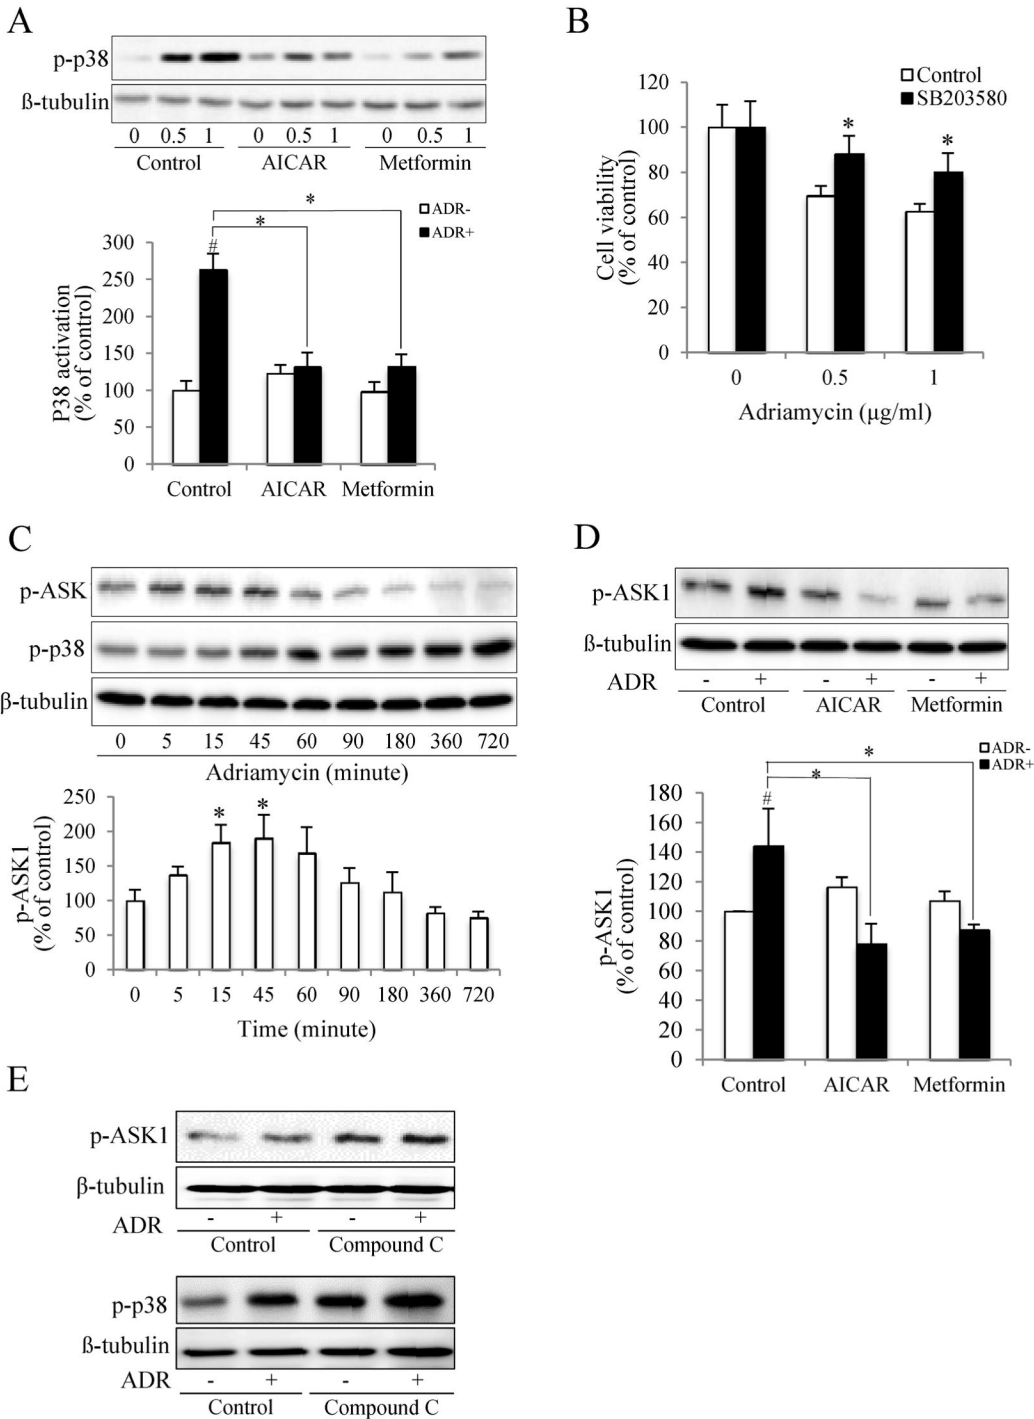 A
p-p38
ß-tubulin
0 0.5 1 0 0.5 1 0 0.5 1
Control AICAR Metformin
ADR-
ADR+
*
*
#
300
250
200
150
100
50
0
P38 activation
(% of control)
Control AICAR Metformin
B
Control
SB203580
120
100
80
60
40
20
0
*
*
Cell viability
(% of control)
0 0.5 1
Adriamycin (µg/ml)
C
p-ASK
p-p38
β-tubulin
0 5 15 45 60 90 180 360 720
Adriamycin (minute)
250
200
150
100
50
0
* *
p-ASK1
(% of control)
0 5 15 45 60 90 180 360 720
Time (minute)
D
p-ASK1
ß-tubulin
ADR - + - + - +
Control AICAR Metformin
ADR-
ADR+
*
*
#
180
160
140
120
100
80
60
40
20
0
p-ASK1
(% of control)
Control AICAR Metformin
E
p-ASK1
β-tubulin
ADR - + - +
Control Compound C
p-p38
ß-tubulin
ADR - + - +
Control Compound C